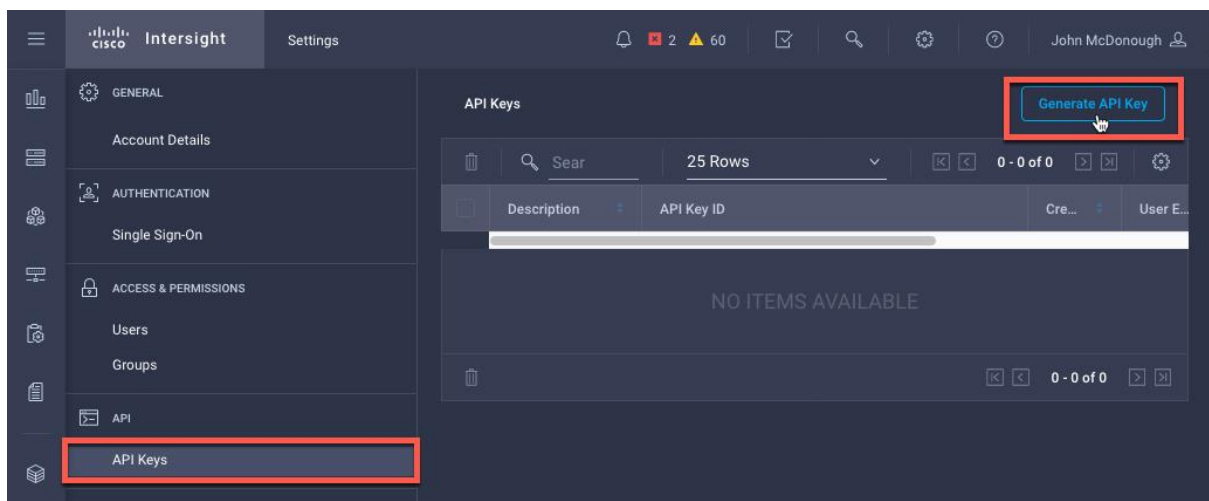 cisco Intersight Settings 2 60 John McDonough
GENERAL
Account Details
AUTHENTICATION
Single Sign-On
ACCESS & PERMISSIONS
Users
Groups
API
API Keys
API Keys Generate API Key
Sear 25 Rows 0 - 0 of 0
Description API Key ID Cre... User E...
NO ITEMS AVAILABLE
0 - 0 of 0